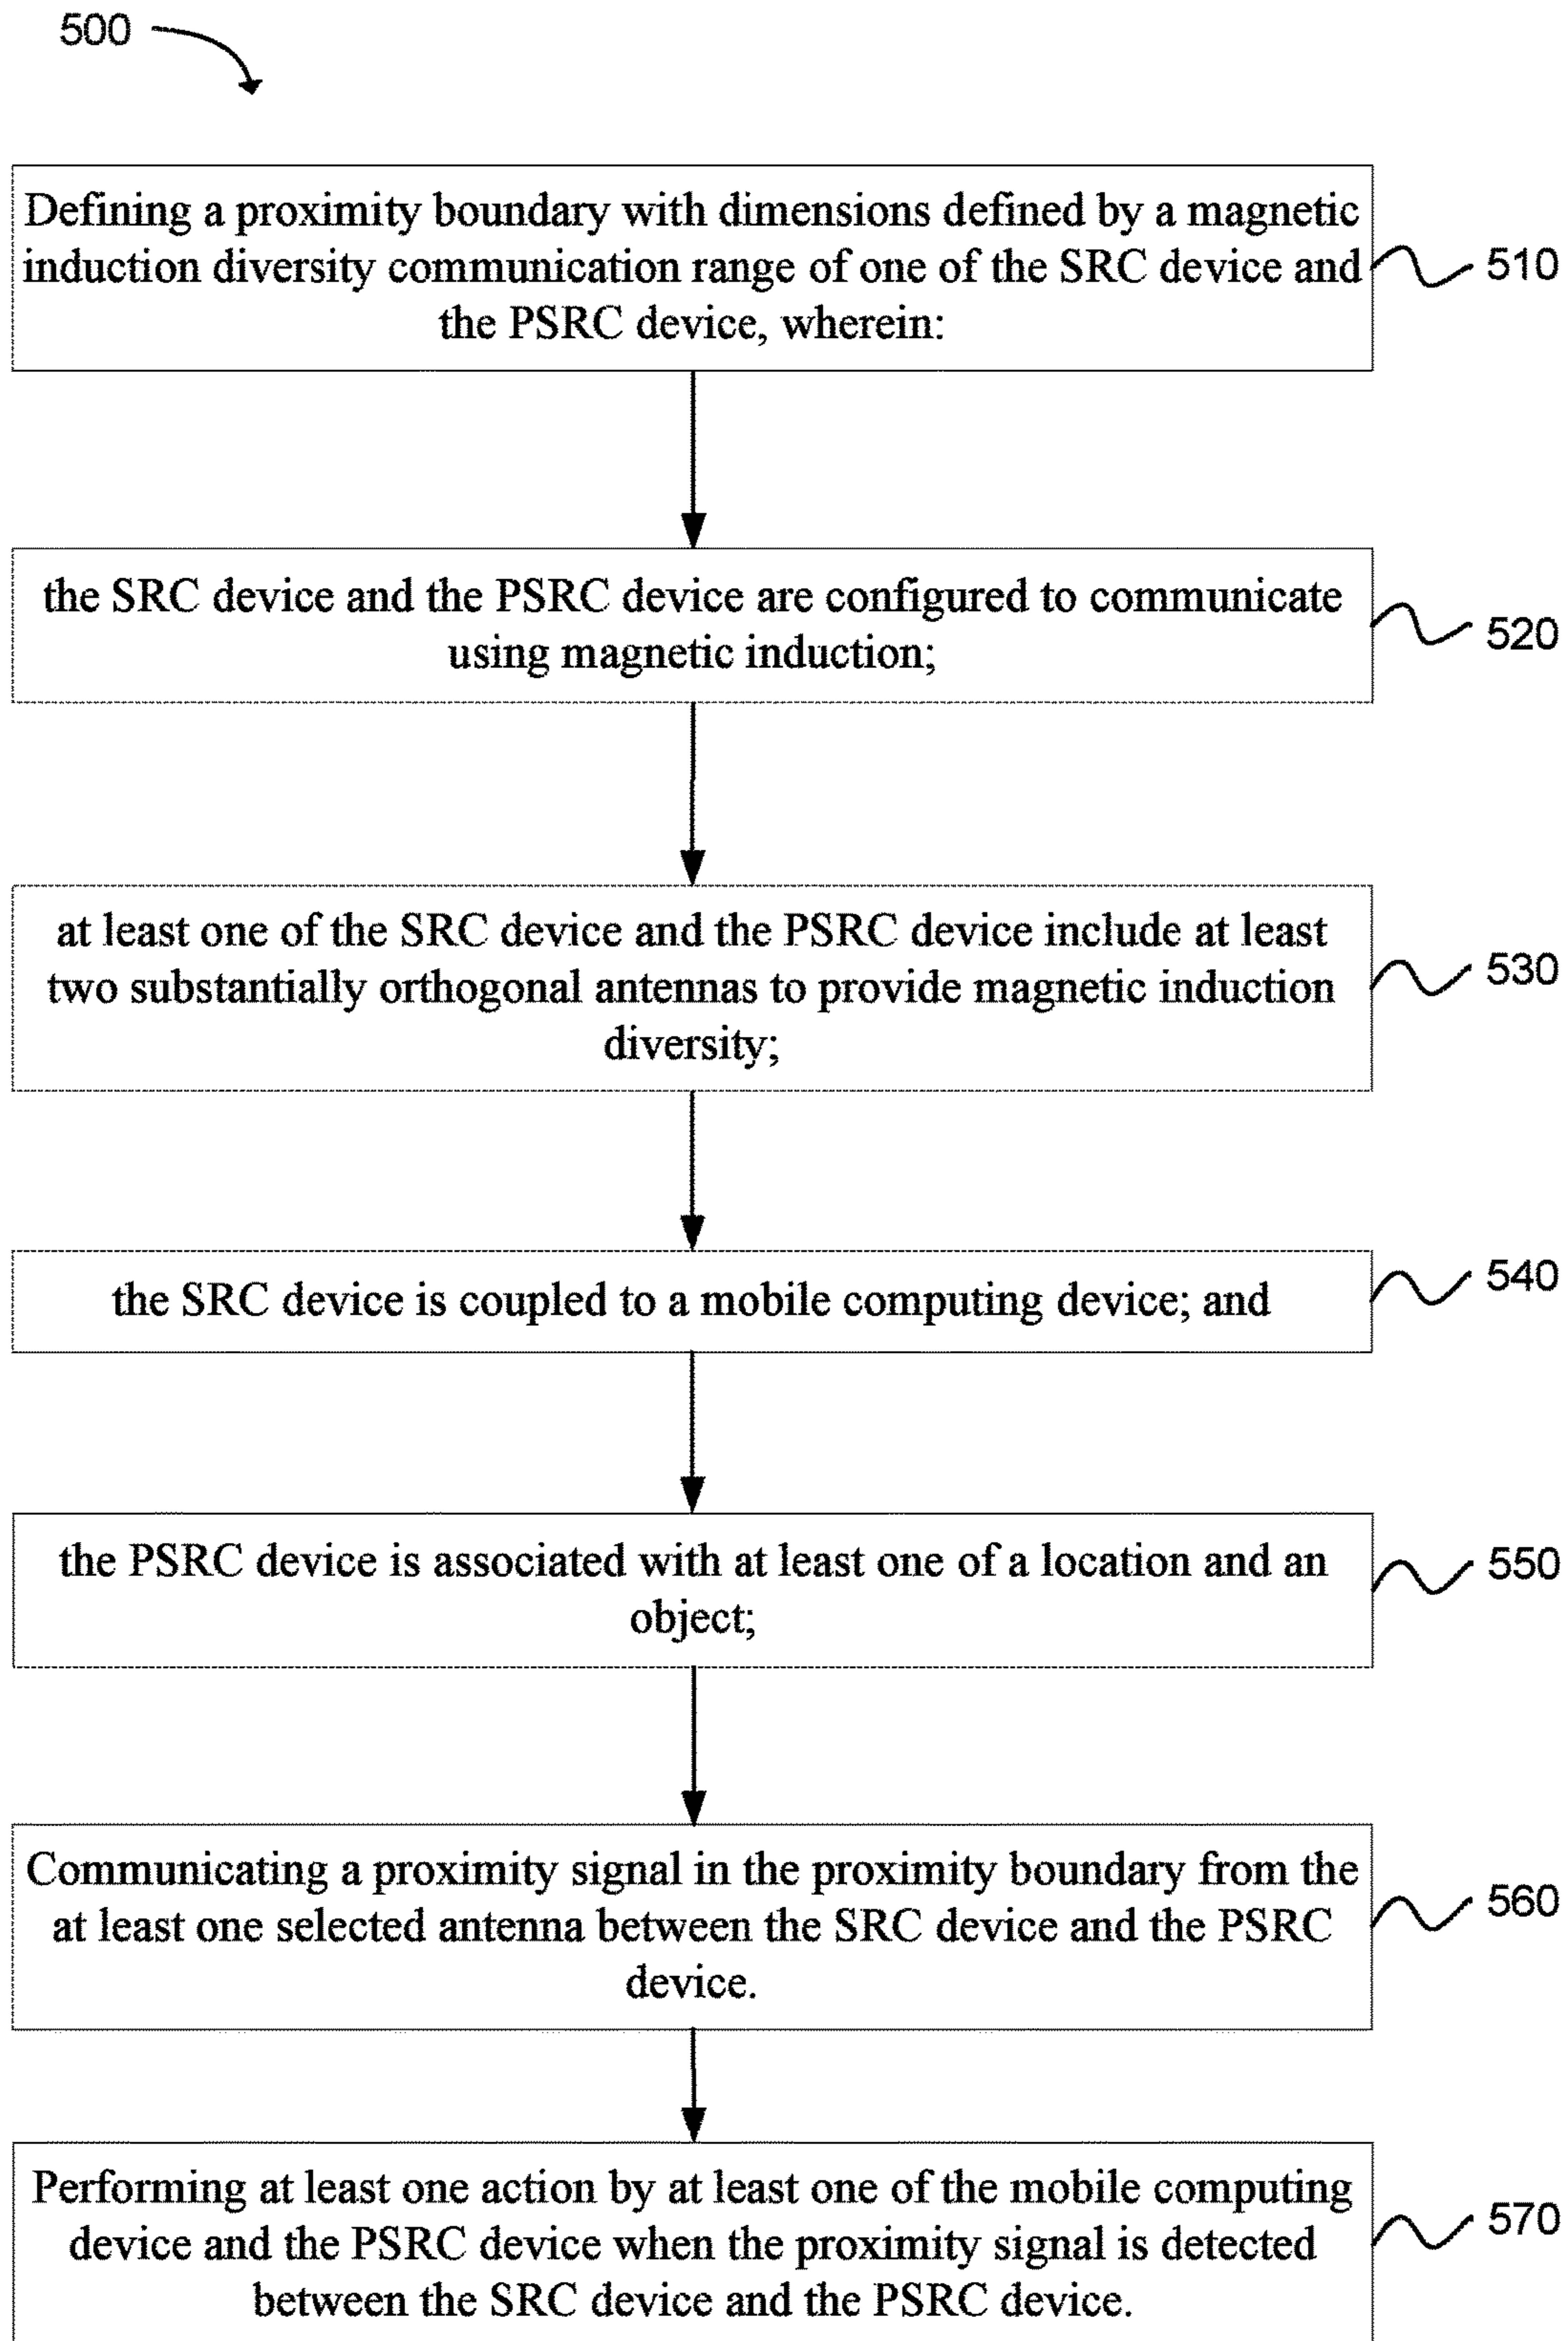 500
Defining a proximity boundary with dimensions defined by a magnetic
induction diversity communication range of one of the SRC device and
the PSRC device, wherein:
510
the SRC device and the PSRC device are configured to communicate
using magnetic induction;
520
at least one of the SRC device and the PSRC device include at least
two substantially orthogonal antennas to provide magnetic induction
diversity;
530
the SRC device is coupled to a mobile computing device; and
540
the PSRC device is associated with at least one of a location and an
object;
550
Communicating a proximity signal in the proximity boundary from the
at least one selected antenna between the SRC device and the PSRC
device.
560
Performing at least one action by at least one of the mobile computing
device and the PSRC device when the proximity signal is detected
between the SRC device and the PSRC device.
570